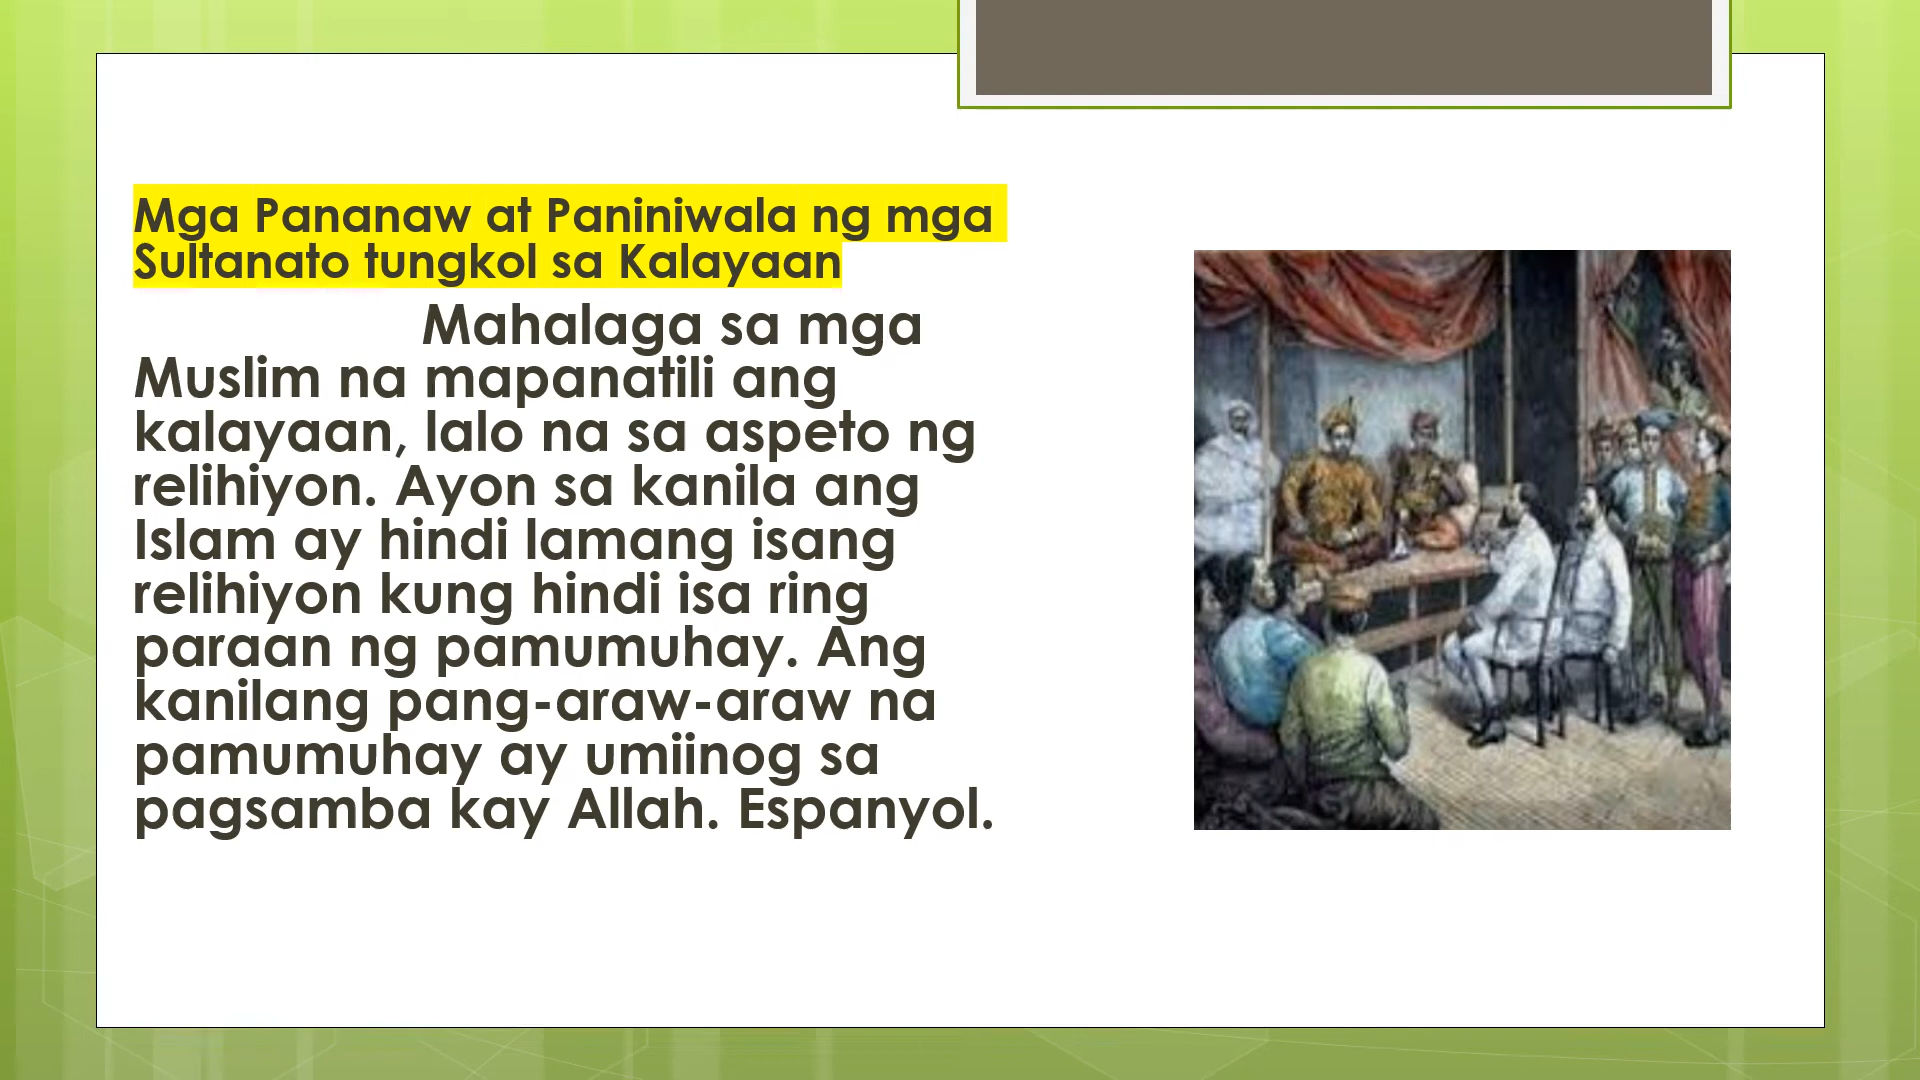 Mga Pananaw at Paniniwala ng mga
Sultanato tungkol sa Kalayaan
Mahalaga sa mga
Muslim na mapanatili ang
kalayaan, lalo na sa aspeto ng
relihiyon. Ayon sa kanila ang
Islam ay hindi lamang isang
relihiyon kung hindi isa ring
paraan ng pamumuhay. Ang
kanilang pang-araw-araw na
pamumuhay ay umiinog sa
pagsamba kay Allah. Espanyol.